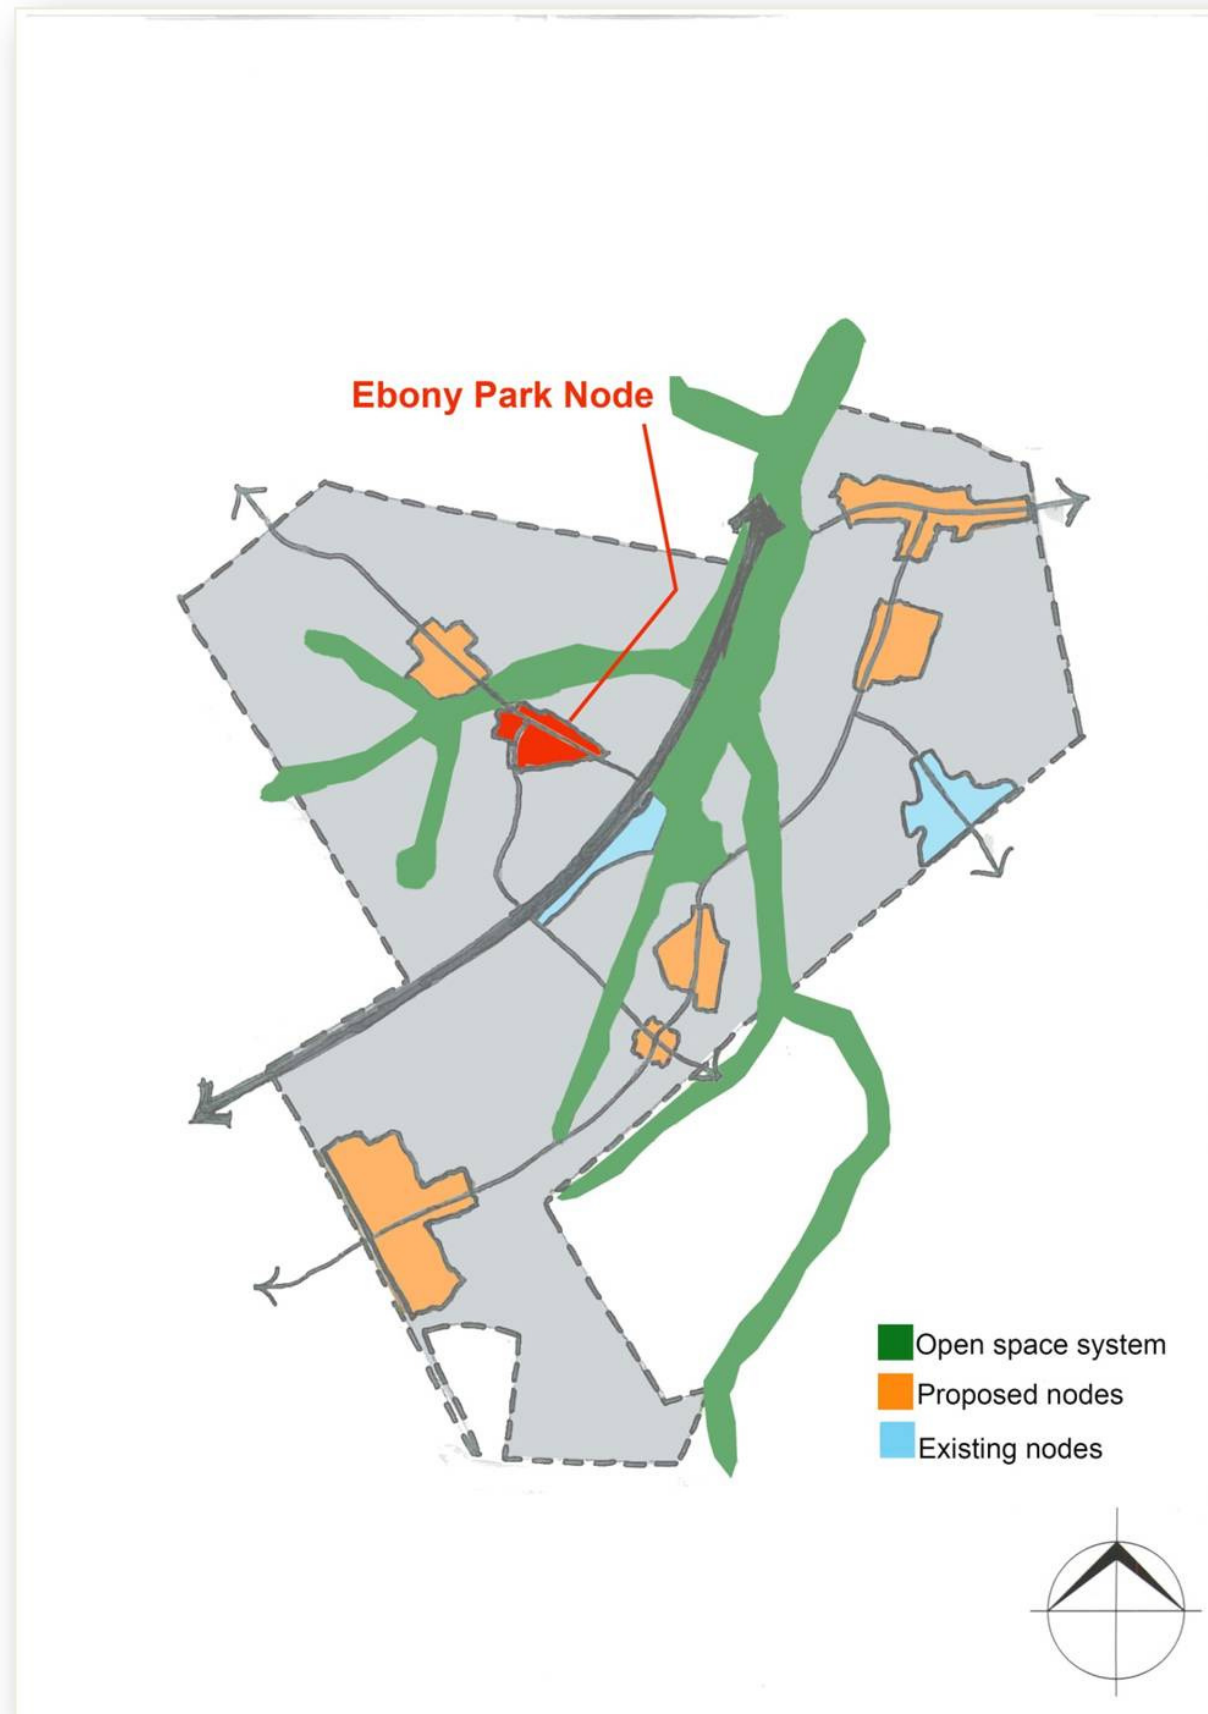 Ebony Park Node
Open space system
Proposed nodes
Existing nodes